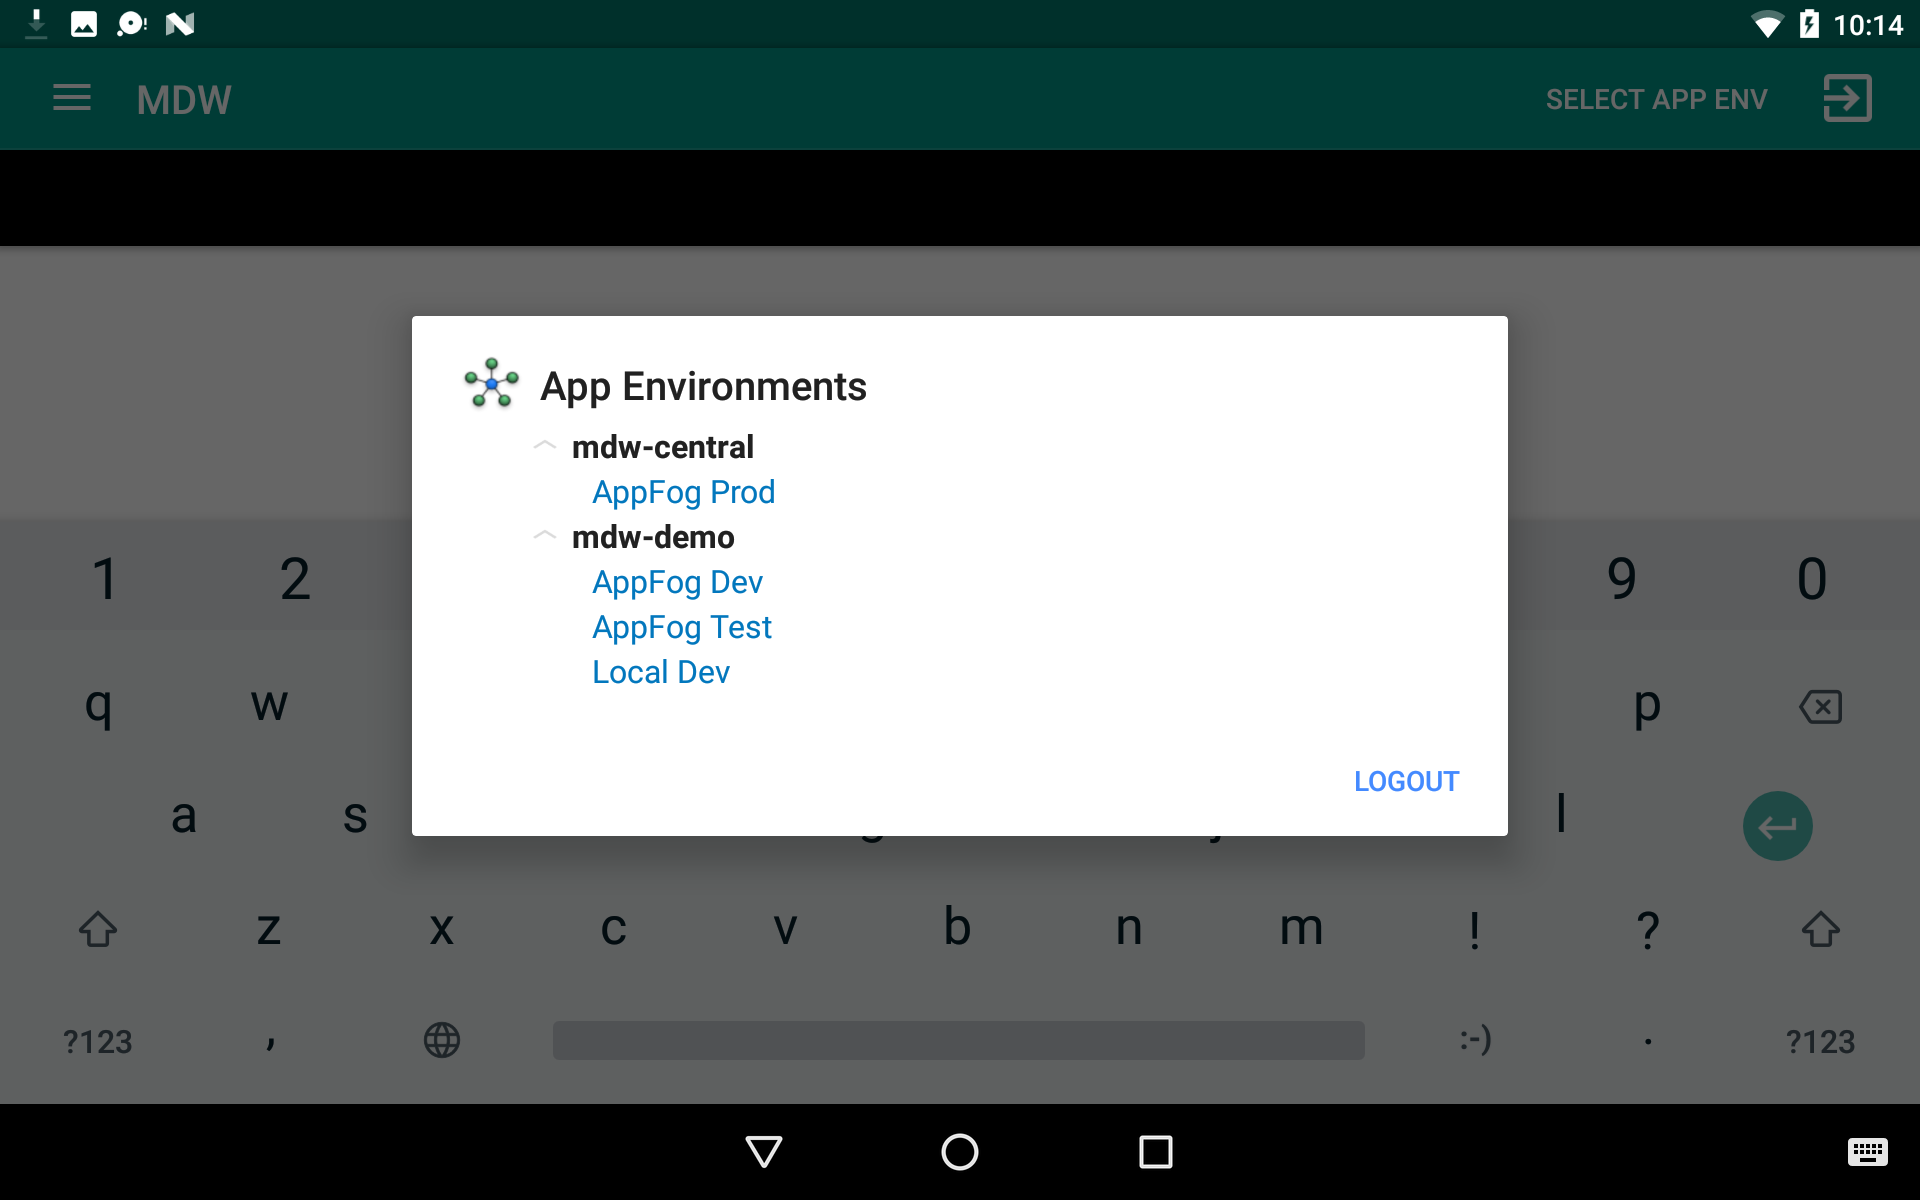 10:14
MDW SELECT APP ENV
App Environments
mdw-central
AppFog Prod
mdw-demo
AppFog Dev
AppFog Test
Local Dev
LOGOUT
1 2 9 0
q w p
a s l
z x c v b n m ! ?
?123 , :-) . ?123